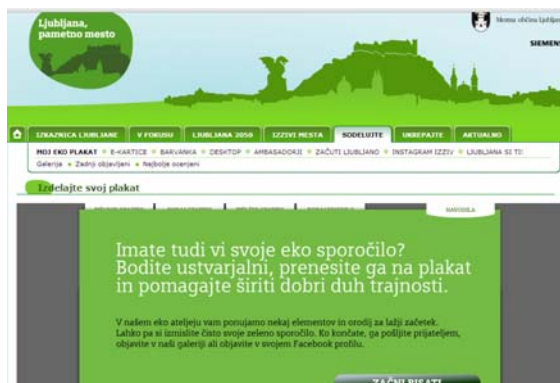 Ljubljana,
pametno mesto
Mestna občina Ljubljana
SIEMENS
IZKAZNICA LJUBLJANE V FOKUSU LJUBLJANA 2050 IZZIVI MESTA SODELUJTE UKREPAJTE AKTUALNO
MOJ EKO PLAKAT E-KARTICE BARVANKA DESKTOP AMBASADORJI ZAČUTI LJUBLJANO INSTAGRAM IZZIV LJUBLJANA SI TI:
Galerija Zadnji objavljeni Najbolje ocenjeni
Izdelajte svoj plakat
NAVODILA
Imate tudi vi svoje eko sporočilo?
Bodite ustvarjalni, prenesite ga na plakat
in pomagajte širiti dobri duh trajnosti.
V našem eko ateljeju vam ponujamo nekaj elementov in orodij za lažji začetek.
Lahko pa si izmislite čisto svoje zeleno sporočilo. Ko končate, ga pošljite prijateljem,
objavite v naši galeriji ali objavite v svojem Facebook profilu.
ZAČNI RISATI